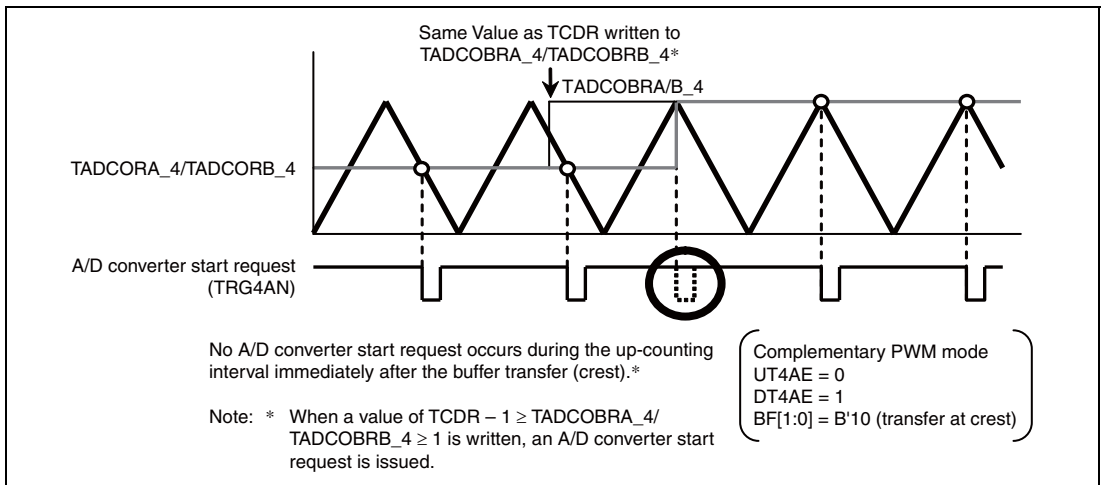 Same Value as TCDR written to
TADCOBRA_4/TADCOBRB_4*
TADCOBRA/B_4
TADCORA_4/TADCORB_4
A/D converter start request
(TRG4AN)
No A/D converter start request occurs during the up-counting
interval immediately after the buffer transfer (crest).*
Note: * When a value of TCDR – 1 ≥ TADCOBRA_4/
TADCOBRB_4 ≥ 1 is written, an A/D converter start
request is issued.
Complementary PWM mode
UT4AE = 0
DT4AE = 1
BF[1:0] = B'10 (transfer at crest)